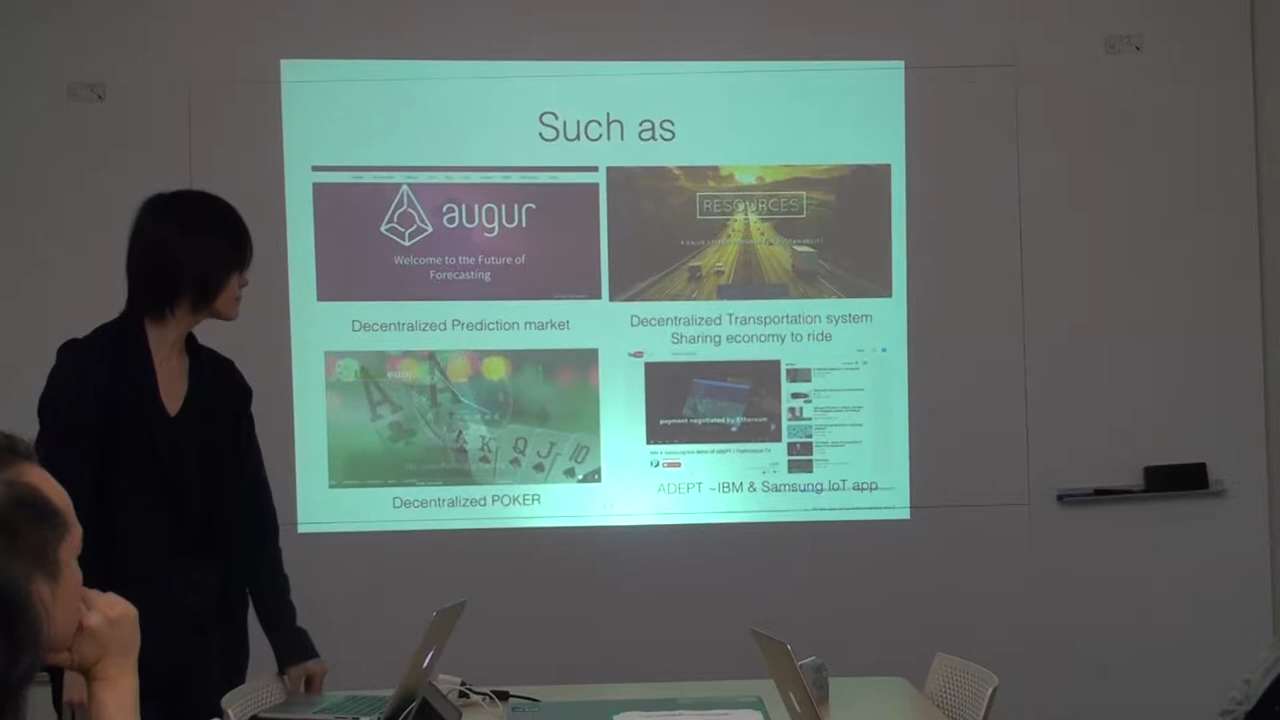 Such as
augur
Welcome to the Future of
Forecasting
RESOURCES
Decentralized Prediction market
Decentralized Transportation system
Sharing economy to ride
A
A
K
Q
J
10
payment negotiated by Ethereum
Decentralized POKER
ADEPT ~IBM & Samsung IoT app